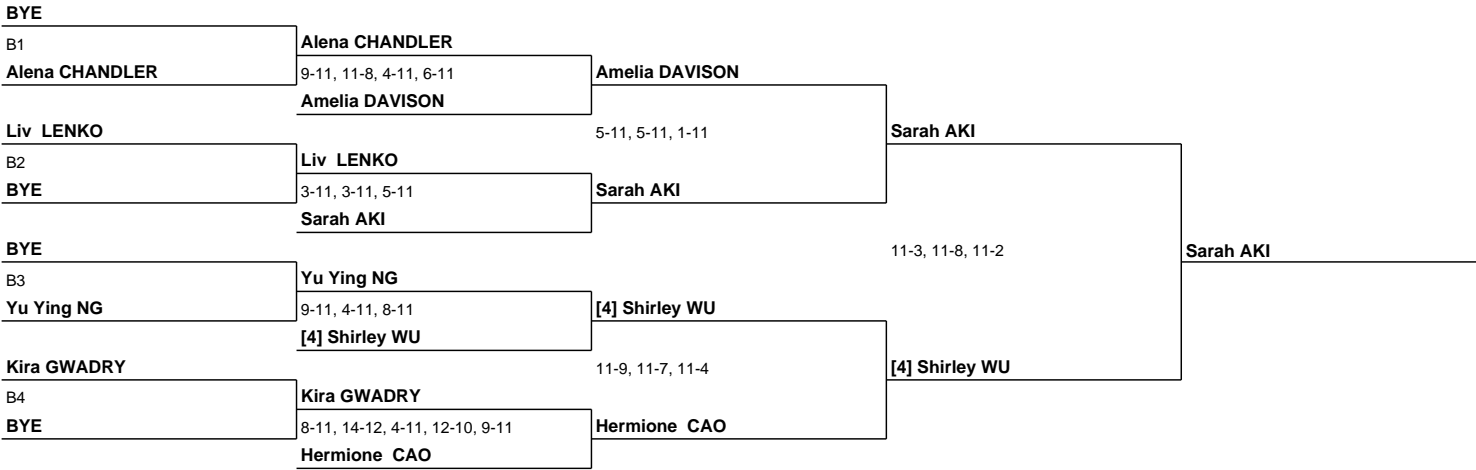 BYE
B1
Alena CHANDLER
Alena CHANDLER
9-11, 11-8, 4-11, 6-11
Amelia DAVISON
Amelia DAVISON
Liv LENKO
5-11, 5-11, 1-11
Sarah AKI
B2
Liv LENKO
BYE
3-11, 3-11, 5-11
Sarah AKI
Sarah AKI
BYE
11-3, 11-8, 11-2
Sarah AKI
B3
Yu Ying NG
Yu Ying NG
9-11, 4-11, 8-11
[4] Shirley WU
[4] Shirley WU
Kira GWADRY
11-9, 11-7, 11-4
[4] Shirley WU
B4
Kira GWADRY
BYE
8-11, 14-12, 4-11, 12-10, 9-11
Hermione CAO
Hermione CAO